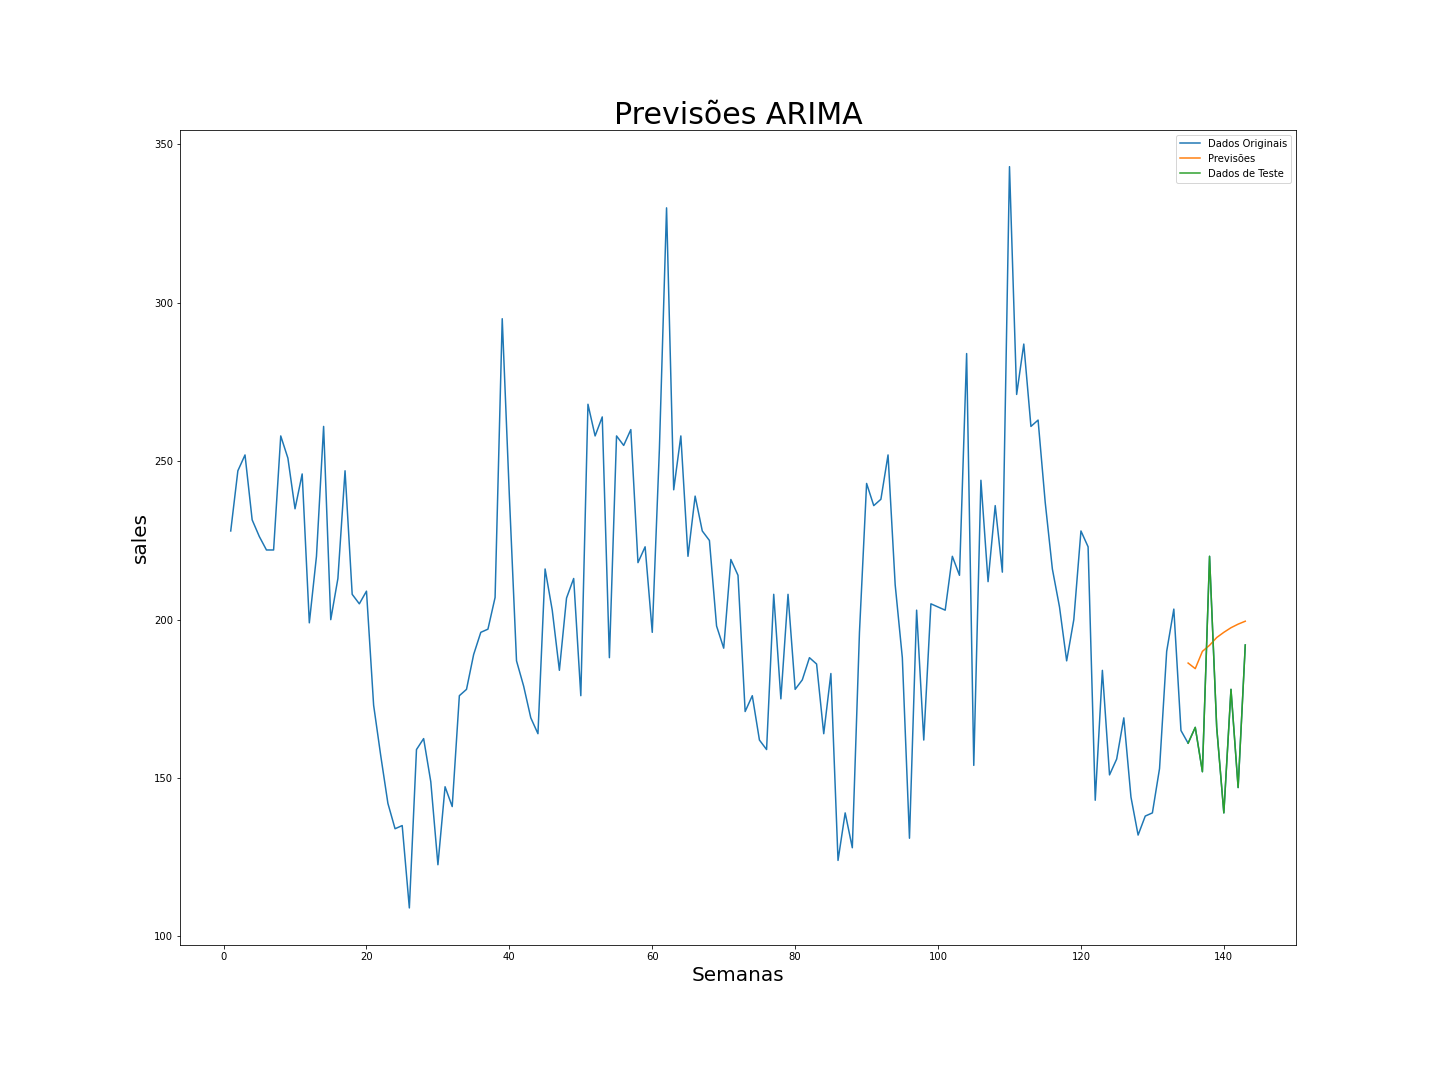 Previsões ARIMA
Dados Originais
Previsões
Dados de Teste
350
300
250
200
150
100
sales
0 20 40 60 80 100 120 140
Semanas